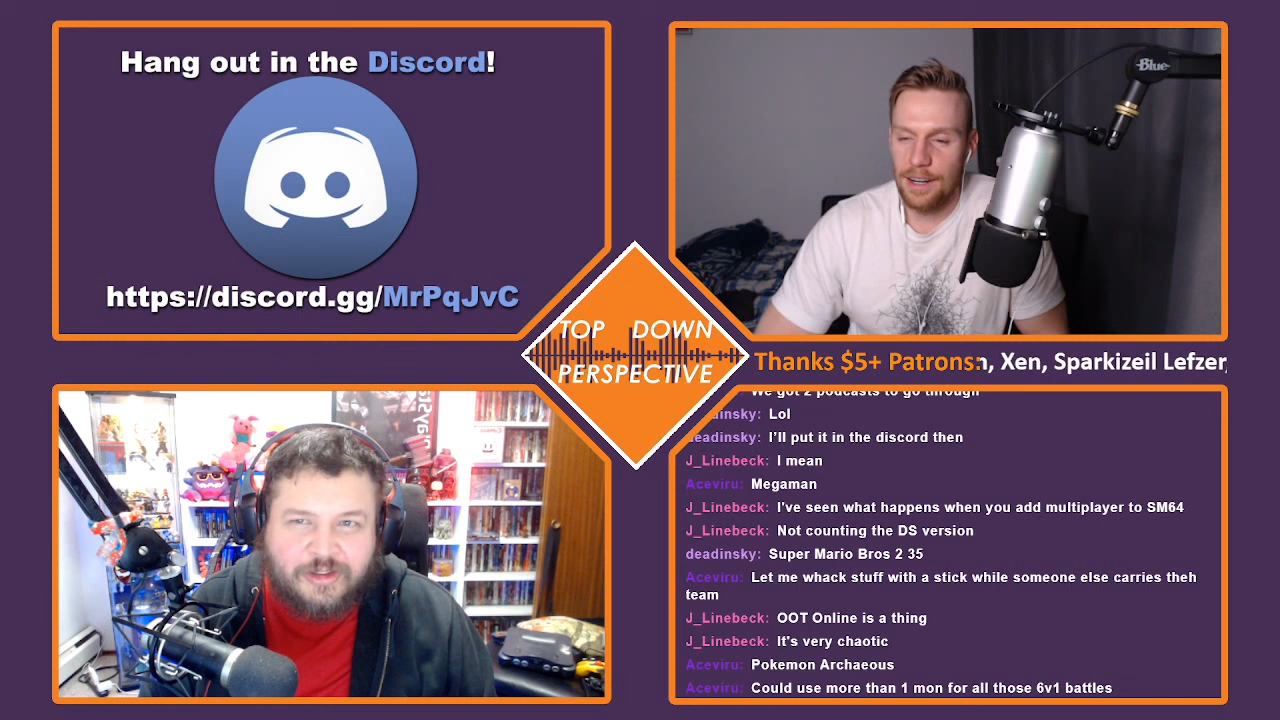 Hang out in the Discord!
https://discord.gg/MrPqJvC
Blue
TOP DOWN
PERSPECTIVE
Thanks $5+ Patrons: Xen, Sparkizeil Lefzer,
We got 2 podcasts to go through
Lol
deadinsky: I'll put it in the discord then
J_Linebeck: I mean
Aceviru: Megaman
J_Linebeck: I've seen what happens when you add multiplayer to SM64
J_Linebeck: Not counting the DS version
deadinsky: Super Mario Bros 2 35
Aceviru: Let me whack stuff with a stick while someone else carries theh
team
J_Linebeck: OOT Online is a thing
J_Linebeck: It's very chaotic
Aceviru: Pokemon Archaeous
Aceviru: Could use more than 1 mon for all those 6v1 battles